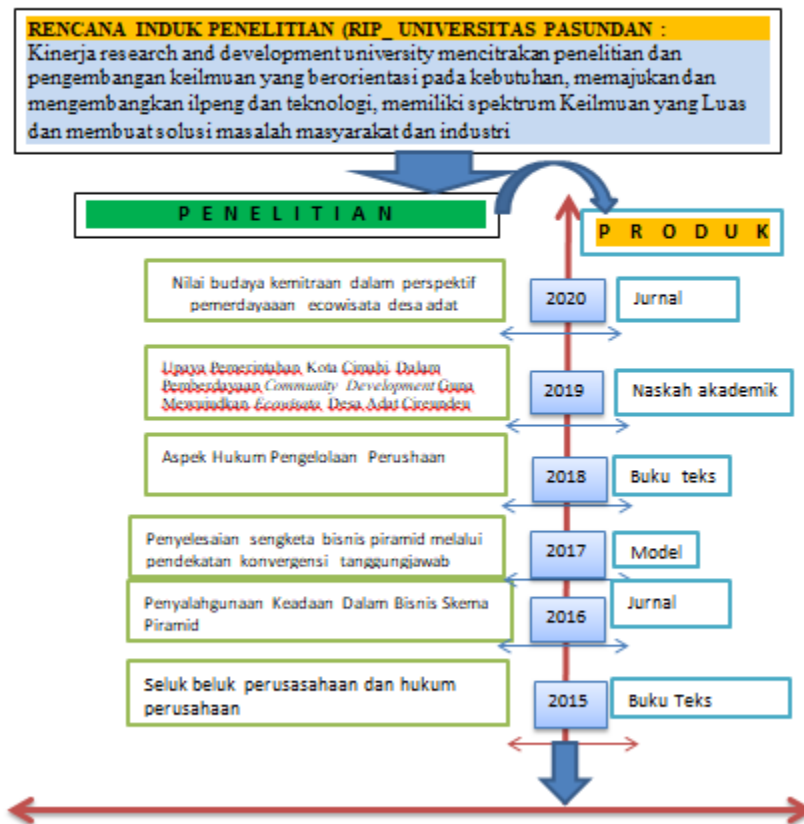 RENCANA INDUK PENELITIAN (RIP_ UNIVERSITAS PASUNDAN :
Kinerja research and development university mencitrakan penelitian dan
pengembangan keilmuan yang berorientasi pada kebutuhan, memajukan dan
mengembangkan ilpeng dan teknologi, memiliki spektrum Keilmuan yang Luas
dan membuat solusi masalah masyarakat dan industri
P E N E L I T I A N
P R O D U K
Nilai budaya kemitraan dalam perspektif
pemerdayaaan ecowisata desa adat
2020
Jurnal
Upaya Pemerintahan Kota Cimahi Dalam
Pemberdayaan Community Development Guna
Mewujudkan Ecowisata Desa Adat Cireundeu
2019
Naskah akademik
Aspek Hukum Pengelolaan Perushaan
2018
Buku teks
Penyelesaian sengketa bisnis piramid melalui
pendekatan konvergensi tanggungjawab
2017
Model
Penyalahgunaan Keadaan Dalam Bisnis Skema
Piramid
2016
Jurnal
Seluk beluk perusasahaan dan hukum
perusahaan
2015
Buku Teks